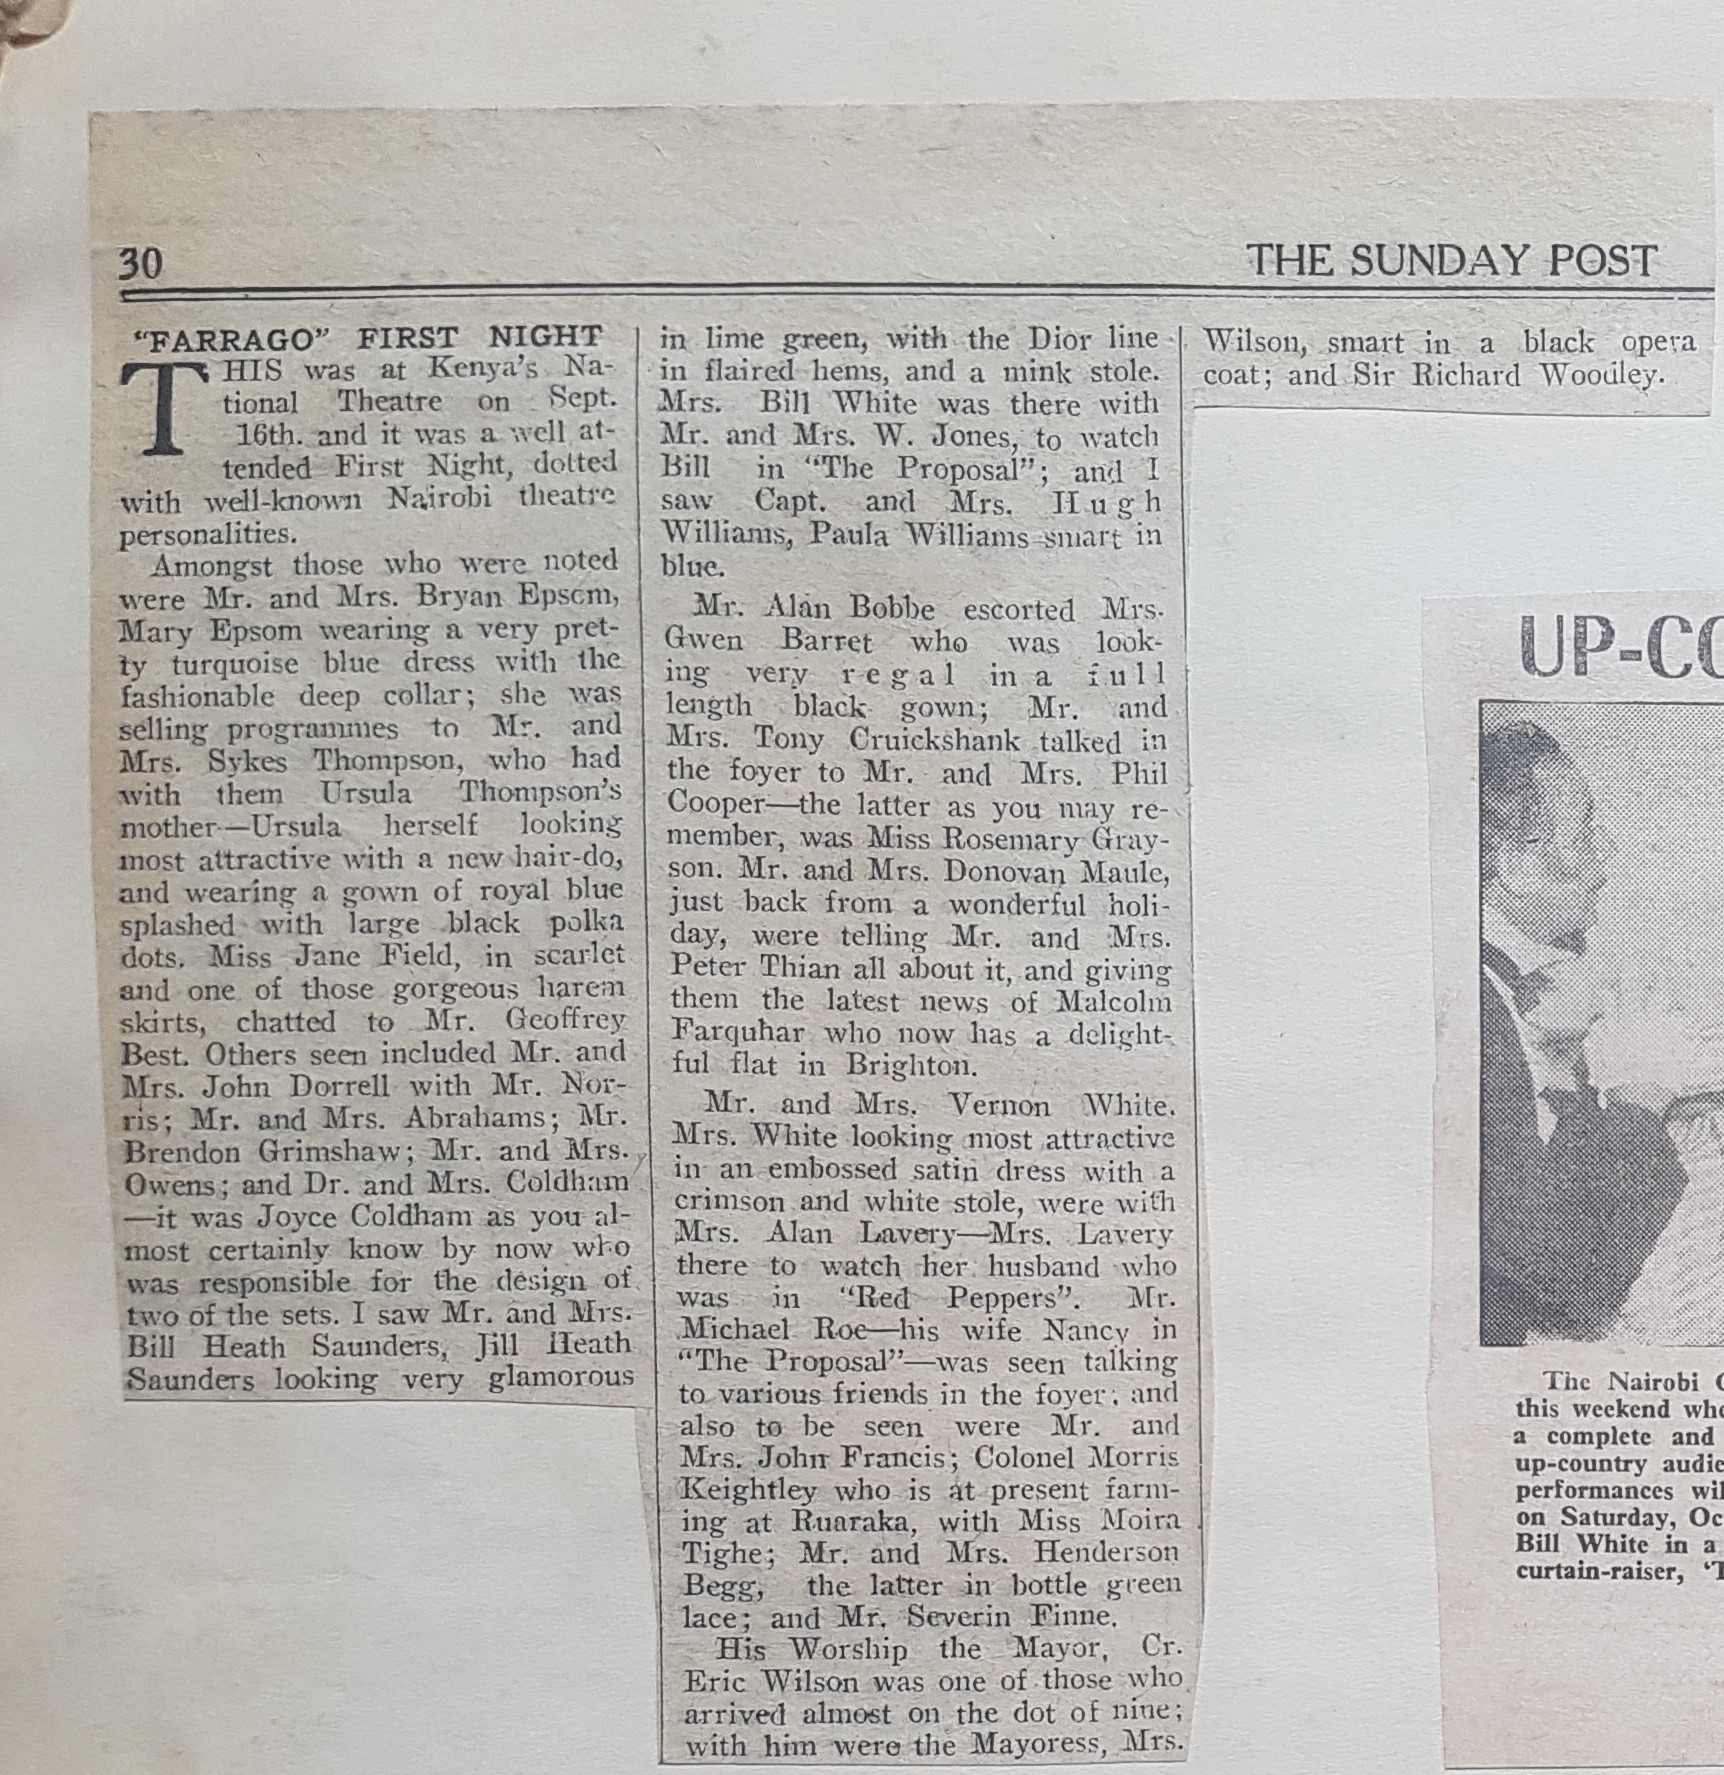 30
THE SUNDAY POST
"FARRAGO" FIRST NIGHT
THIS was at Kenya's Na-
tional Theatre on Sept.
16th. and it was a well at-
tended First Night, dotted
with well-known Nairobi theatre
personalities.
Amongst those who were noted
were Mr. and Mrs. Bryan Epsom,
Mary Epsom wearing a very pret-
ty turquoise blue dress with the
fashionable deep collar; she was
selling programmes to Mr. and
Mrs. Sykes Thompson, who had
with them Ursula Thompson's
mother—Ursula herself looking
most attractive with a new hair-do,
and wearing a gown of royal blue
splashed with large black polka
dots. Miss Jane Field, in scarlet
and one of those gorgeous harem
skirts, chatted to Mr. Geoffrey
Best. Others seen included Mr. and
Mrs. John Dorrell with Mr. Nor-
ris; Mr. and Mrs. Abrahams; Mr.
Brendon Grimshaw; Mr. and Mrs.
Owens; and Dr. and Mrs. Coldham
—it was Joyce Coldham as you al-
most certainly know by now who
was responsible for the design of
two of the sets. I saw Mr. and Mrs.
Bill Heath Saunders, Jill Heath
Saunders looking very glamorous
in lime green, with the Dior line
in flaired hems, and a mink stole.
Mrs. Bill White was there with
Mr. and Mrs. W. Jones, to watch
Bill in "The Proposal"; and I
saw Capt. and Mrs. Hugh
Williams, Paula Williams smart in
blue.
Mr. Alan Bobbe escorted Mrs.
Gwen Barret who was look-
ing very regal in a full
length black gown; Mr. and
Mrs. Tony Cruickshank talked in
the foyer to Mr. and Mrs. Phil
Cooper—the latter as you may re-
member, was Miss Rosemary Gray-
son. Mr. and Mrs. Donovan Maule,
just back from a wonderful holi-
day, were telling Mr. and Mrs.
Peter Thian all about it, and giving
them the latest news of Malcolm
Farquhar who now has a delight-
ful flat in Brighton.
Mr. and Mrs. Vernon White.
Mrs. White looking most attractive
in an embossed satin dress with a
crimson and white stole, were with
Mrs. Alan Lavery—Mrs. Lavery
there to watch her husband who
was in "Red Peppers". Mr.
Michael Roe—his wife Nancy in
"The Proposal"—was seen talking
to various friends in the foyer; and
also to be seen were Mr. and
Mrs. John Francis; Colonel Morris
Keightley who is at present farm-
ing at Ruaraka, with Miss Moira
Tighe; Mr. and Mrs. Henderson
Begg, the latter in bottle green
lace; and Mr. Severin Finne.
His Worship the Mayor, Cr.
Eric Wilson was one of those who
arrived almost on the dot of nine;
with him were the Mayoress, Mrs.
Wilson, smart in a black opera
coat; and Sir Richard Woodley.
UP-CO
The Nairobi
this weekend
a complete and
up-country
performances
on Saturday,
Bill White in a
curtain-raiser,